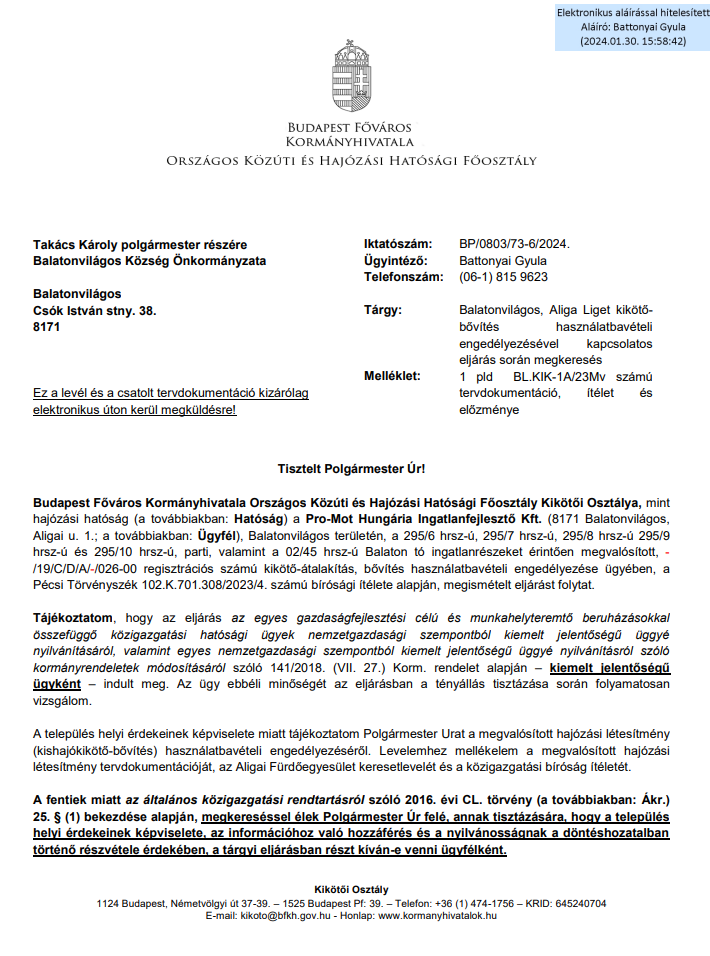 Elektronikus aláírással hitelesített
Aláíró: Battonyai Gyula
(2024.01.30. 15:58:42)
BUDAPEST FŐVÁROS
KORMÁNYHIVATALA
ORSZÁGOS KÖZÚTI ÉS HAJÓZÁSI HATÓSÁGI FŐOSZTÁLY
Takács Károly polgármester részére
Balatonvilágos Község Önkormányzata
Balatonvilágos
Csók István stny. 38.
8171
Ez a levél és a csatolt tervdokumentáció kizárólag
elektronikus úton kerül megküldésre!
Iktatószám: BP/0803/73-6/2024.
Ügyintéző: Battonyai Gyula
Telefonszám: (06-1) 815 9623
Tárgy: Balatonvilágos, Aliga Liget kikötő-
bővítés használatbavételi
engedélyezésével kapcsolatos
eljárás során megkeresés
Melléklet: 1 pld BL.KIK-1A/23Mv számú
tervdokumentáció, ítélet és
előzménye
Tisztelt Polgármester Úr!
Budapest Főváros Kormányhivatala Országos Közúti és Hajózási Hatósági Főosztály Kikötői Osztálya, mint
hajózási hatóság (a továbbiakban: Hatóság) a Pro-Mot Hungária Ingatlanfejlesztő Kft. (8171 Balatonvilágos,
Aligai u. 1.; a továbbiakban: Ügyfél), Balatonvilágos területén, a 295/6 hrsz-ú, 295/7 hrsz-ú, 295/8 hrsz-ú 295/9
hrsz-ú és 295/10 hrsz-ú, parti, valamint a 02/45 hrsz-ú Balaton tó ingatlanrészeket érintően megvalósított, -
/19/C/D/A/-/026-00 regisztrációs számú kikötő-átalakítás, bővítés használatbavételi engedélyezése ügyében, a
Pécsi Törvényszék 102.K.701.308/2023/4. számú bírósági ítélete alapján, megismételt eljárást folytat.
Tájékoztatom, hogy az eljárás az egyes gazdaságfejlesztési célú és munkahelyteremtő beruházásokkal
összefüggő közigazgatási hatósági ügyek nemzetgazdasági szempontból kiemelt jelentőségű üggyé
nyilvánításáról, valamint egyes nemzetgazdasági szempontból kiemelt jelentőségű üggyé nyilvánításról szóló
kormányrendeletek módosításáról szóló 141/2018. (VII. 27.) Korm. rendelet alapján – kiemelt jelentőségű
ügyként – indult meg. Az ügy ebbéli minőségét az eljárásban a tényállás tisztázása során folyamatosan
vizsgálom.
A település helyi érdekeinek képviselete miatt tájékoztatom Polgármester Urat a megvalósított hajózási létesítmény
(kishajókikötő-bővítés) használatbavételi engedélyezéséről. Levelemhez mellékelem a megvalósított hajózási
létesítmény tervdokumentációját, az Aligai Fürdőegyesület keresetlevelét és a közigazgatási bíróság ítéletét.
A fentiek miatt az általános közigazgatási rendtartásról szóló 2016. évi CL. törvény (a továbbiakban: Ákr.)
25. § (1) bekezdése alapján, megkereséssel élek Polgármester Úr felé, annak tisztázására, hogy a település
helyi érdekeinek képviselete, az információhoz való hozzáférés és a nyilvánosságnak a döntéshozatalban
történő részvétele érdekében, a tárgyi eljárásban részt kíván-e venni ügyfélként.
Kikötői Osztály
1124 Budapest, Németvölgyi út 37-39. – 1525 Budapest Pf: 39. – Telefon: +36 (1) 474-1756 – KRID: 645240704
E-mail: kikoto@bfkh.gov.hu - Honlap: www.kormanyhivatalok.hu